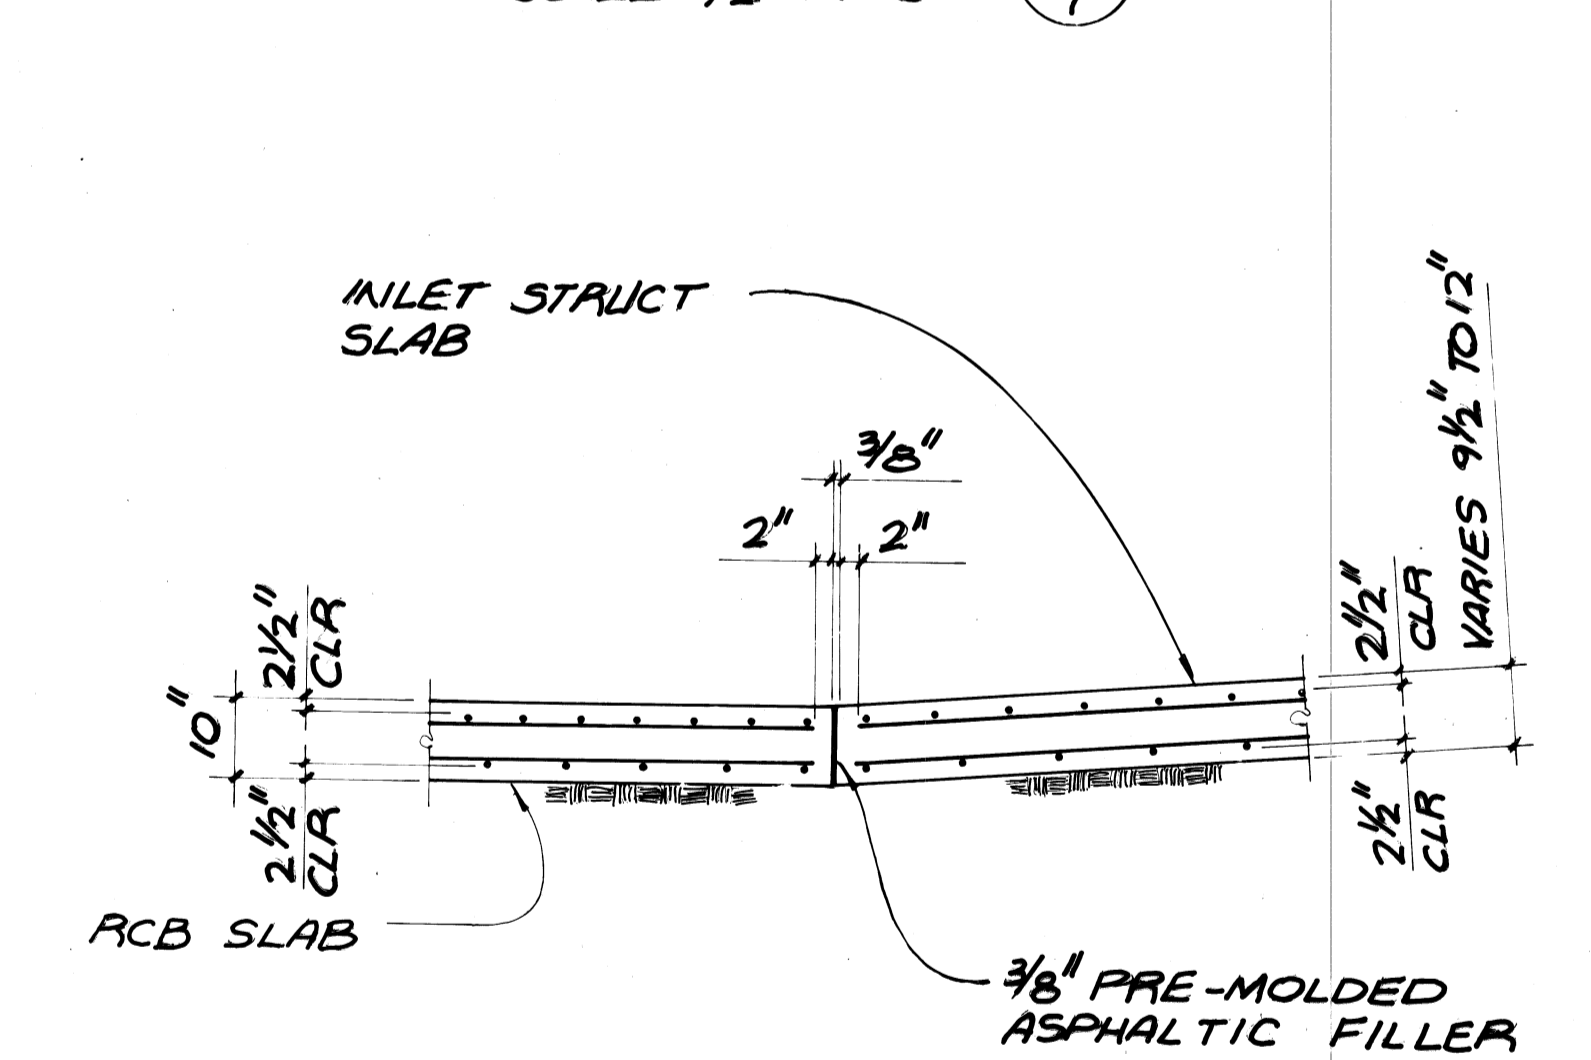 INLET STRUCT
SLAB
3/8"
2"
2"
VARIES 9½" TO 12"
2½"
CLR
2½"
CLR
10"
2½"
CLR
2½"
CLR
RCB SLAB
3/8" PRE-MOLDED
ASPHALTIC FILLER